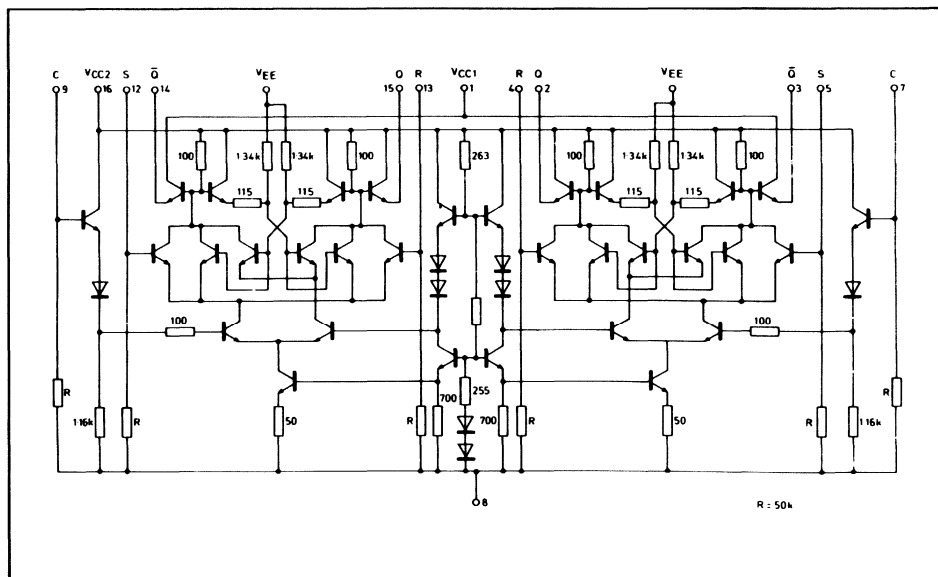 C VCC2 S Q̄ VEE Q R VCC1 R Q VEE Q̄ S C
9 16 12 14 15 13 1 4 2 3 5 7
100 1·34k 1·34k 100 263 100 1·34k 1·34k 100
115 115 115 115
100 100
R 1·16k R 50 R 700 255 700 R 50 R 1·16k R
8
R = 50k